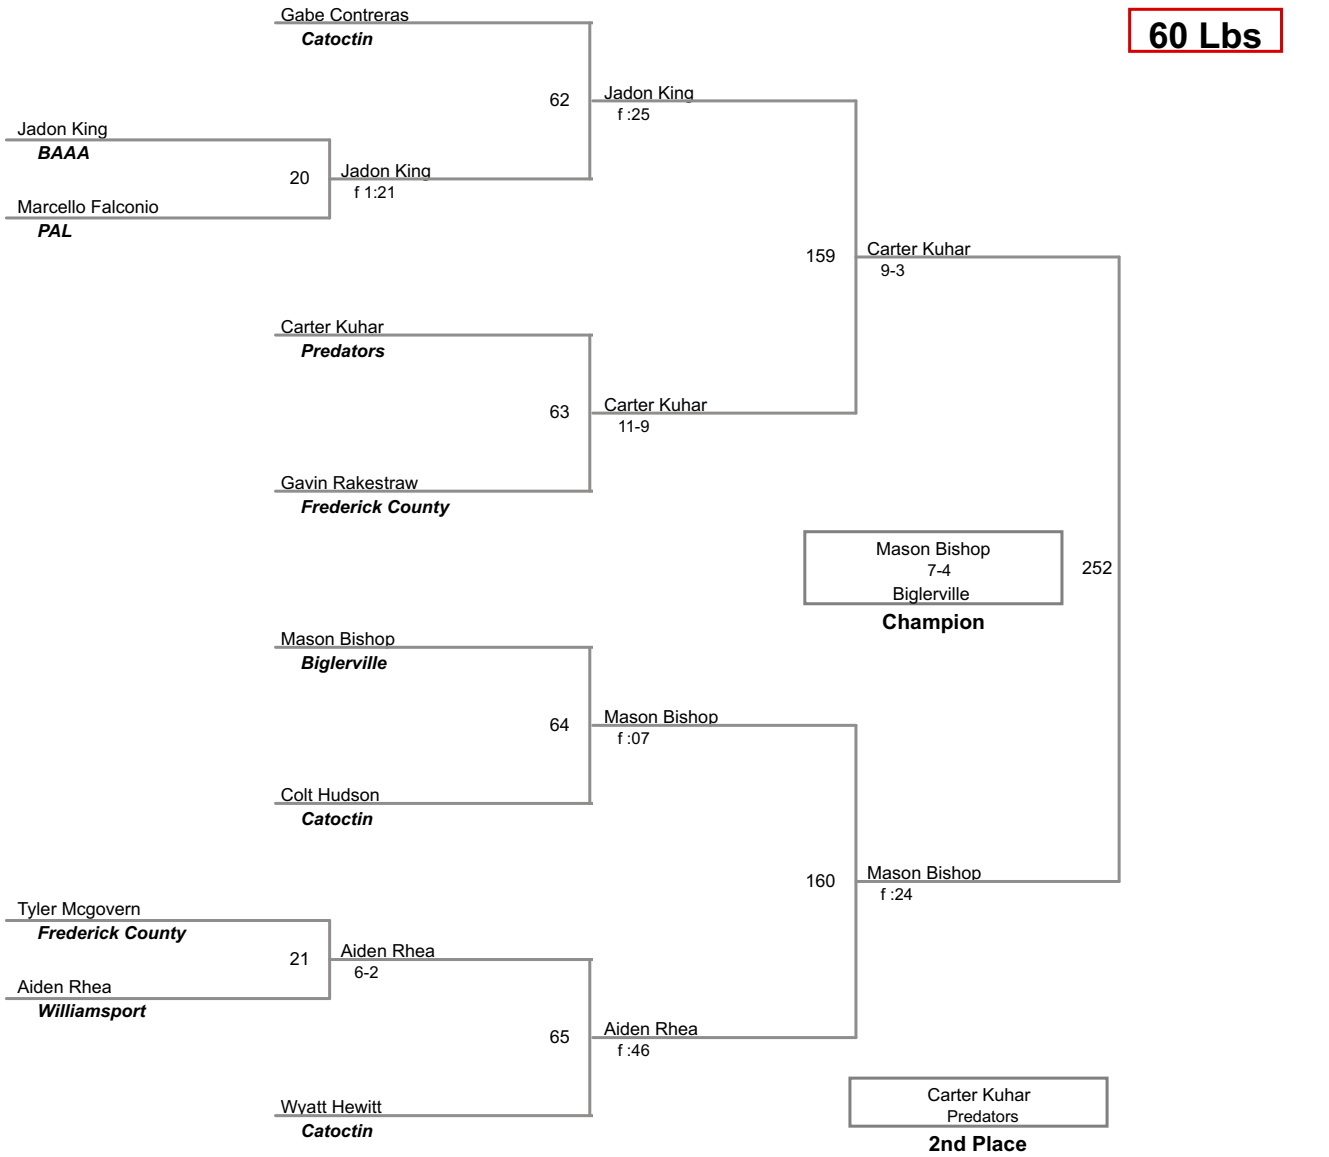 60 Lbs
Gabe Contreras
Catoctin
62
Jadon King
f :25
Jadon King
BAAA
20
Jadon King
f 1:21
Marcello Falconio
PAL
159
Carter Kuhar
9-3
Carter Kuhar
Predators
63
Carter Kuhar
11-9
Gavin Rakestraw
Frederick County
Mason Bishop
7-4
Biglerville
Champion
252
Mason Bishop
Biglerville
64
Mason Bishop
f :07
Colt Hudson
Catoctin
160
Mason Bishop
f :24
Tyler Mcgovern
Frederick County
21
Aiden Rhea
6-2
Aiden Rhea
Williamsport
65
Aiden Rhea
f :46
Wyatt Hewitt
Catoctin
Carter Kuhar
Predators
2nd Place